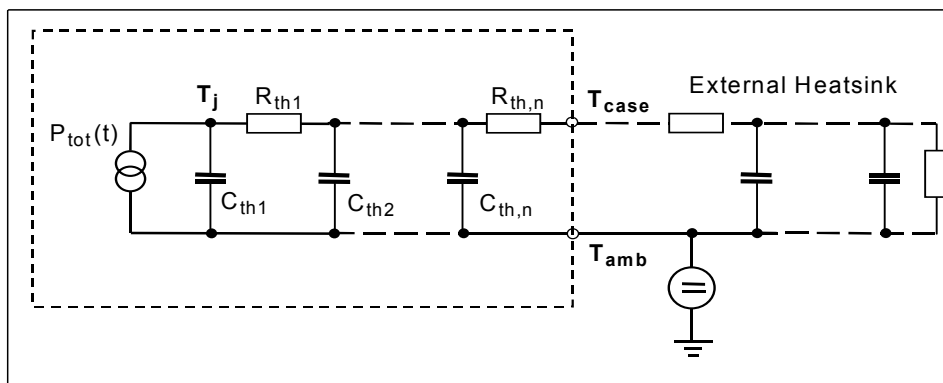 External Heatsink
T_j
R_th1
R_th,n
T_case
P_tot(t)
C_th1
C_th2
C_th,n
T_amb